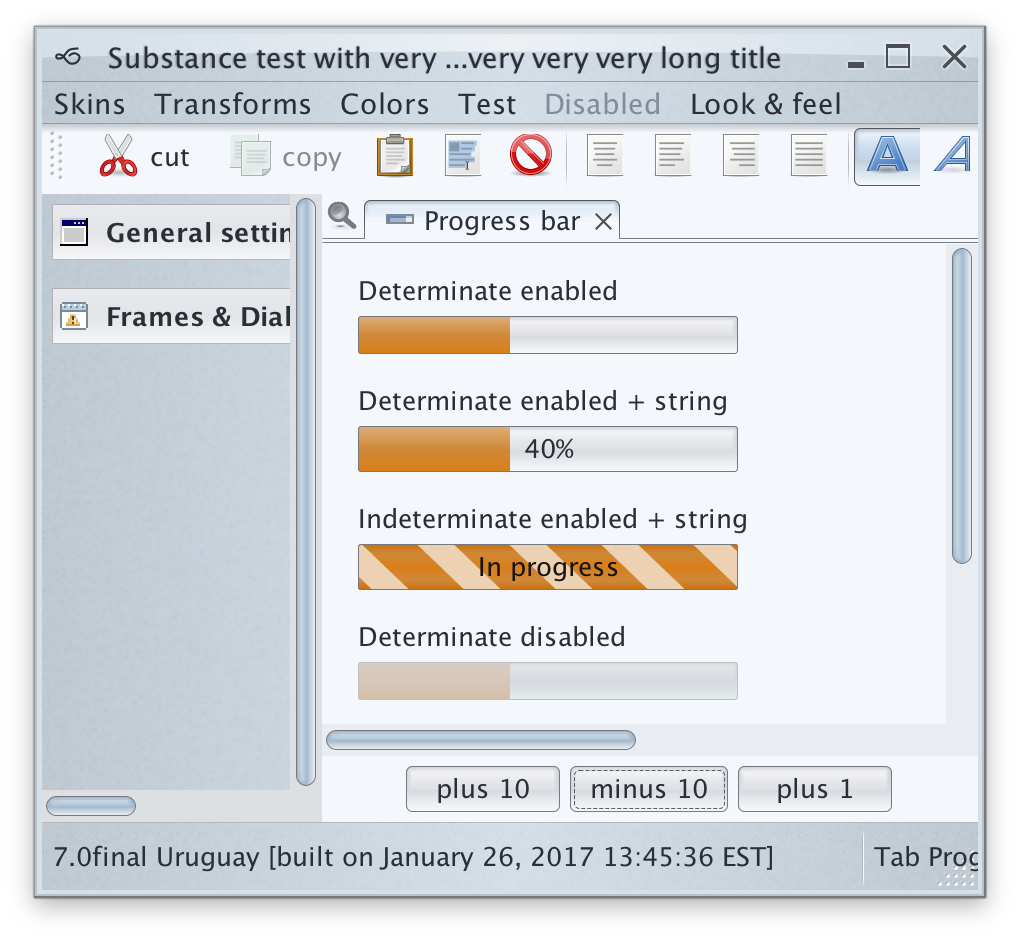 Substance test with very ...very very very long title
Skins Transforms Colors Test Disabled Look & feel
cut copy
General settin
Frames & Dial
Progress bar
Determinate enabled
Determinate enabled + string
40%
Indeterminate enabled + string
In progress
Determinate disabled
plus 10 minus 10 plus 1
7.0final Uruguay [built on January 26, 2017 13:45:36 EST] Tab Prog